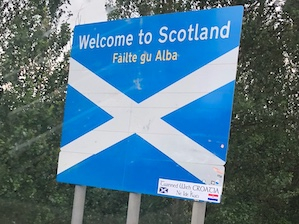 Welcome to Scotland
Fàilte gu Alba
CROATIA